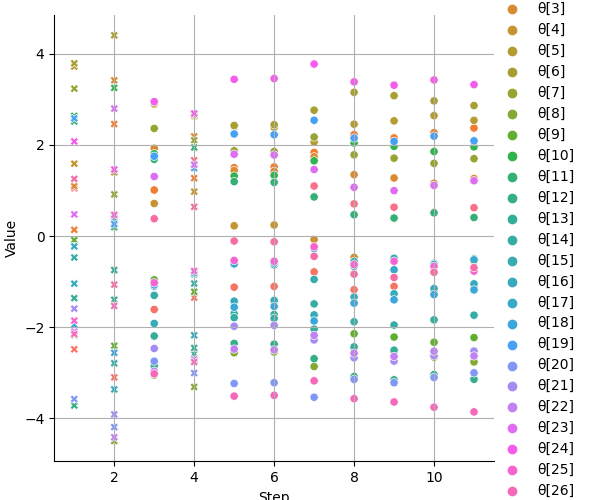 4
2
0
−2
−4
Value
2
4
6
8
10
Step
θ[3]
θ[4]
θ[5]
θ[6]
θ[7]
θ[8]
θ[9]
θ[10]
θ[11]
θ[12]
θ[13]
θ[14]
θ[15]
θ[16]
θ[17]
θ[18]
θ[19]
θ[20]
θ[21]
θ[22]
θ[23]
θ[24]
θ[25]
θ[26]